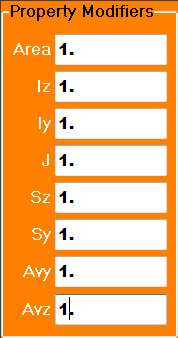 Property Modifiers
Area 1.
Iz 1.
Iy 1.
J 1.
Sz 1.
Sy 1.
Avy 1.
Avz 1.